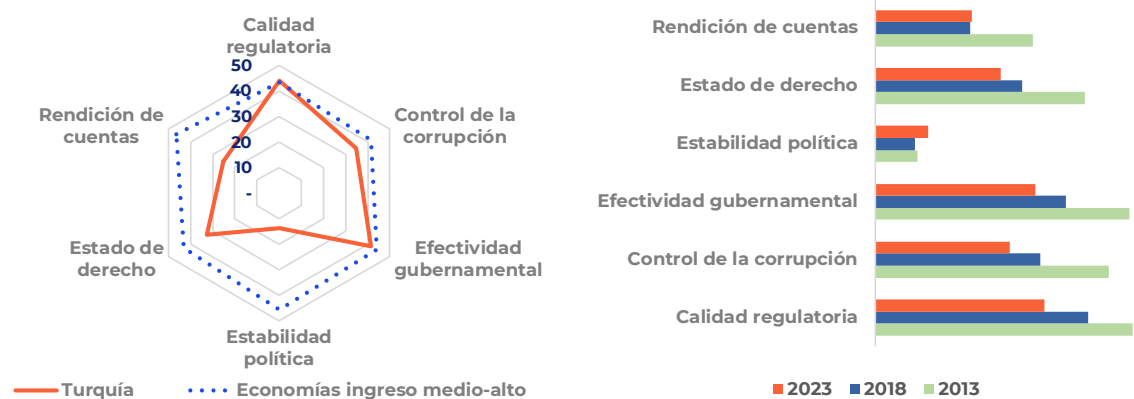 Calidad
regulatoria
50
40
30
20
10
-
Control de la
corrupción
Efectividad
gubernamental
Estabilidad
política
Estado de
derecho
Rendición de
cuentas
Turquía
Economías ingreso medio-alto
Rendición de cuentas
Estado de derecho
Estabilidad política
Efectividad gubernamental
Control de la corrupción
Calidad regulatoria
2023 2018 2013